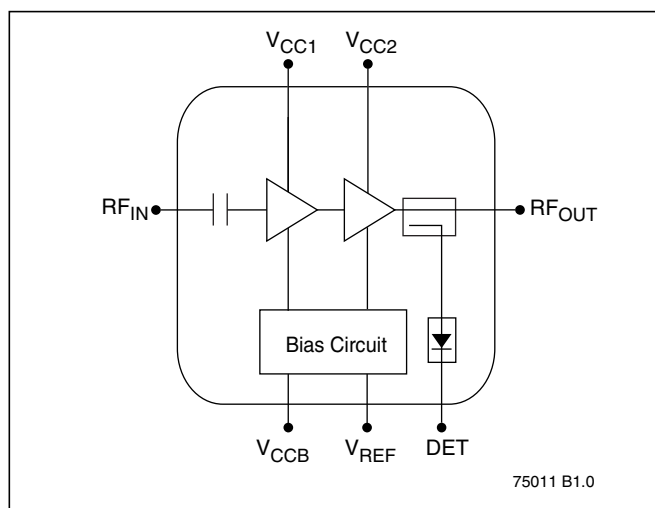 VCC1 VCC2
RFIN RFOUT
Bias Circuit
VCCB VREF DET
75011 B1.0